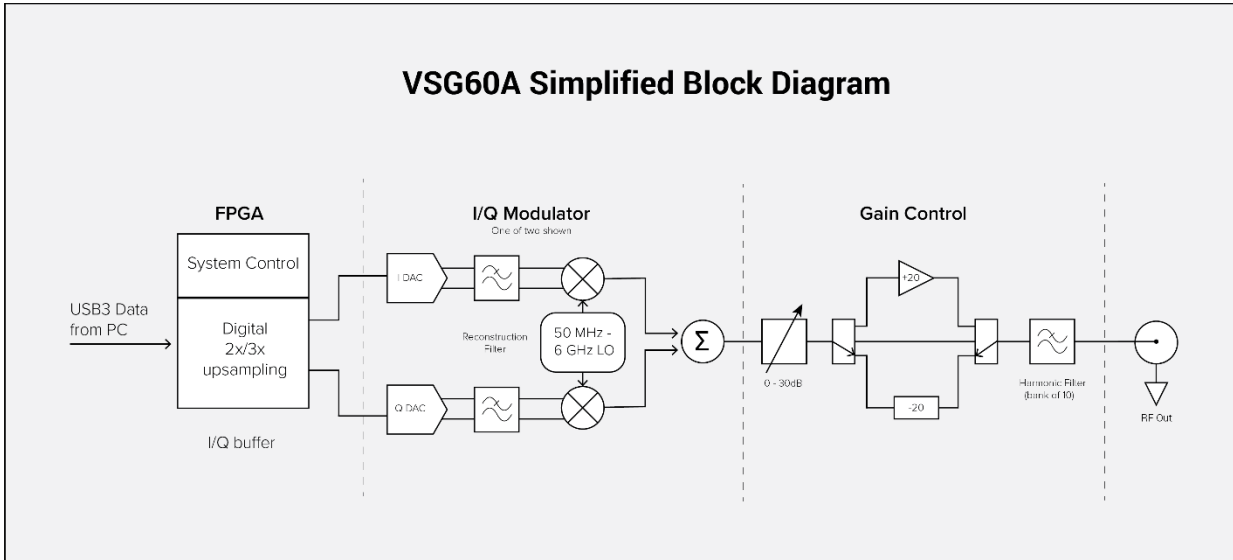 VSG60A Simplified Block Diagram
FPGA
System Control
USB3 Data
from PC
Digital
2x/3x
upsampling
I/Q buffer
I/Q Modulator
One of two shown
I DAC
Reconstruction
Filter
50 MHz -
6 GHz LO
Q DAC
Σ
Gain Control
0 - 30dB
+20
-20
Harmonic Filter
(bank of 10)
RF Out